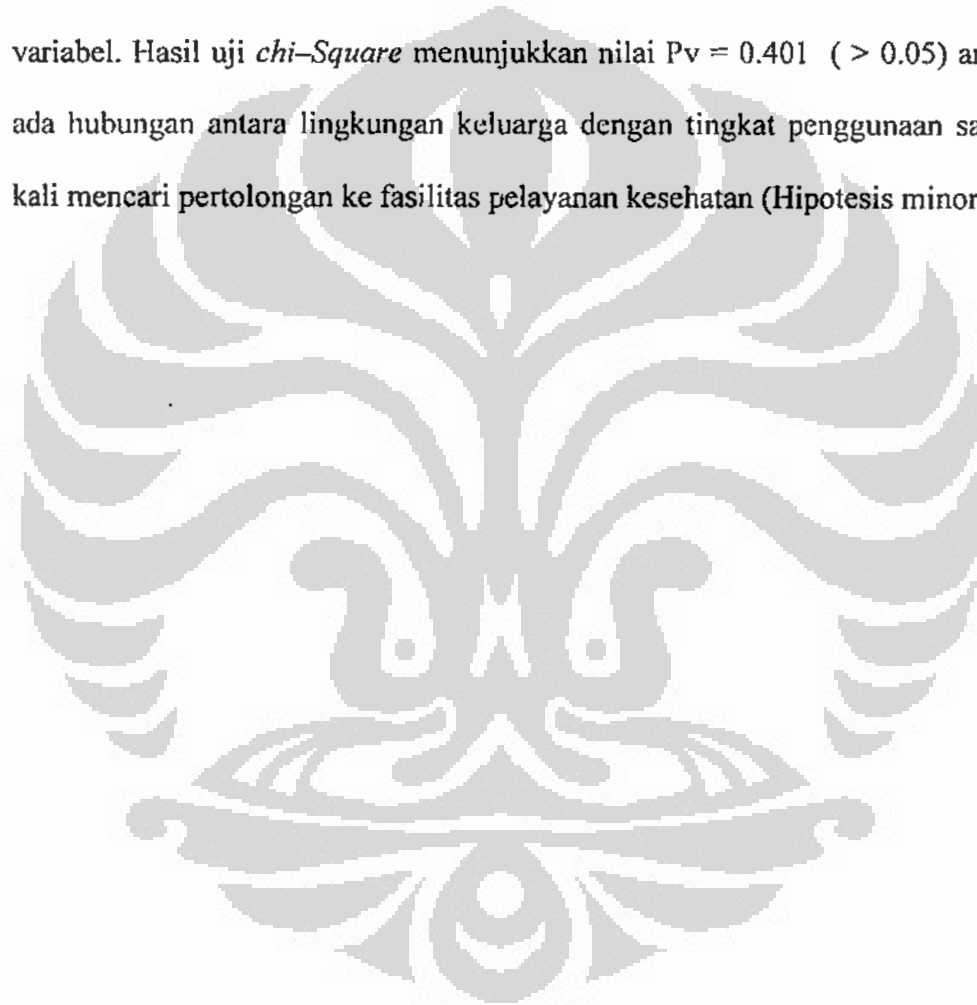 variabel. Hasil uji chi–Square menunjukkan nilai Pv = 0.401 ( > 0.05)
ada hubungan antara lingkungan keluarga dengan tingkat penggunaan
kali mencari pertolongan ke fasilitas pelayanan kesehatan (Hipotesis minor